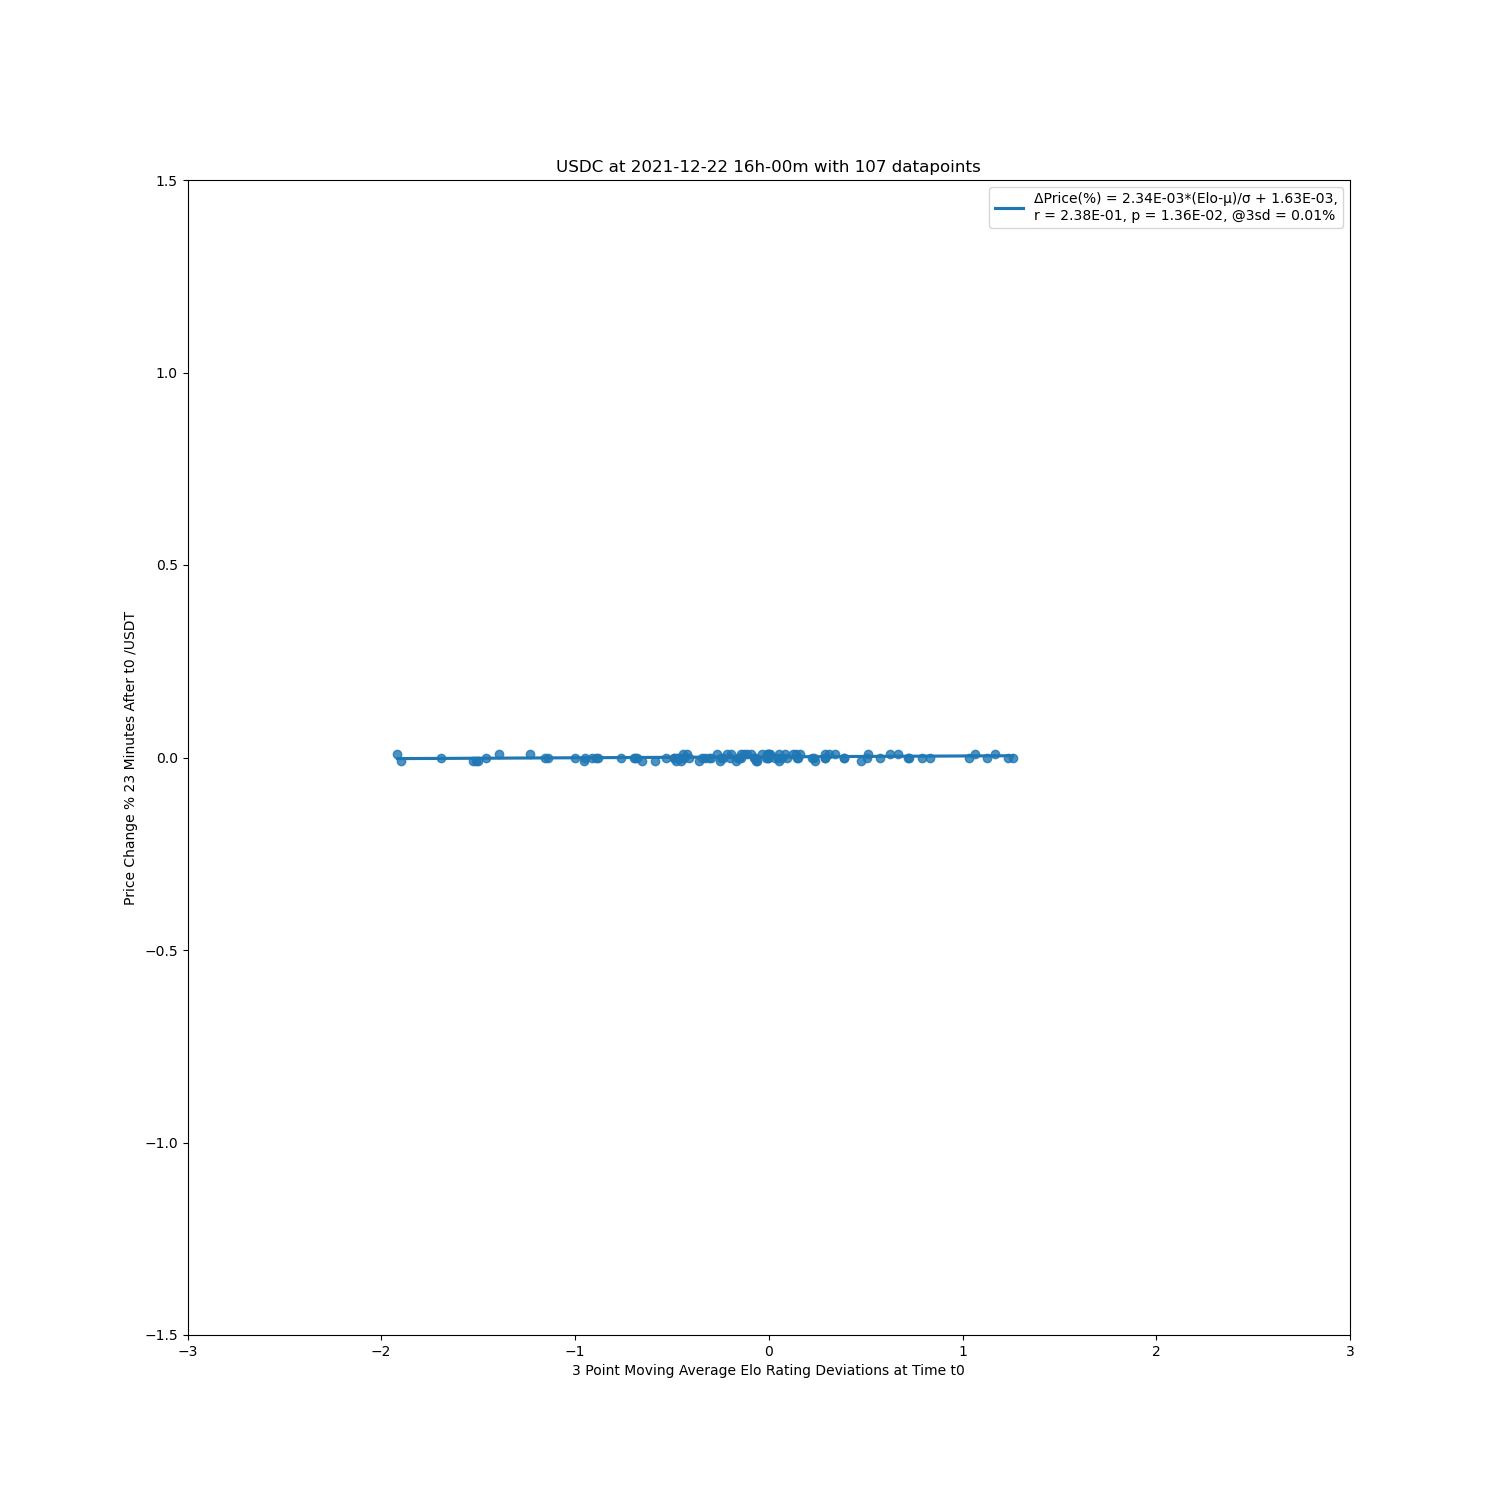 USDC at 2021-12-22 16h-00m with 107 datapoints
ΔPrice(%) = 2.34E-03*(Elo-μ)/σ + 1.63E-03,
r = 2.38E-01, p = 1.36E-02, @3sd = 0.01%
Price Change % 23 Minutes After t0 /USDT
1.5
1.0
0.5
0.0
−0.5
−1.0
−1.5
−3
−2
−1
0
1
2
3
3 Point Moving Average Elo Rating Deviations at Time t0